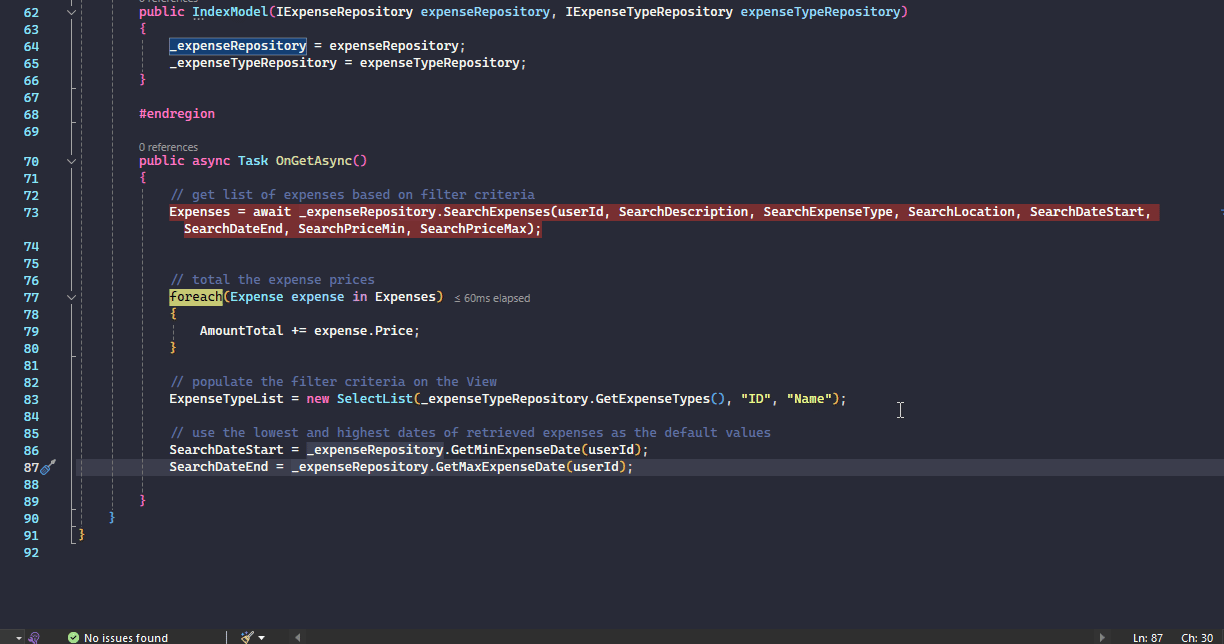 62 public IndexModel(IExpenseRepository expenseRepository, IExpenseTypeRepository expenseTypeRepository)
63 {
64 _expenseRepository = expenseRepository;
65 _expenseTypeRepository = expenseTypeRepository;
66 }
67
68 #endregion
69
0 references
70 public async Task OnGetAsync()
71 {
72 // get list of expenses based on filter criteria
73 Expenses = await _expenseRepository.SearchExpenses(userId, SearchDescription, SearchExpenseType, SearchLocation, SearchDateStart,
SearchDateEnd, SearchPriceMin, SearchPriceMax);
74
75
76 // total the expense prices
77 foreach(Expense expense in Expenses) ≤ 60ms elapsed
78 {
79 AmountTotal += expense.Price;
80 }
81
82 // populate the filter criteria on the View
83 ExpenseTypeList = new SelectList(_expenseTypeRepository.GetExpenseTypes(), "ID", "Name");
84
85 // use the lowest and highest dates of retrieved expenses as the default values
86 SearchDateStart = _expenseRepository.GetMinExpenseDate(userId);
87 SearchDateEnd = _expenseRepository.GetMaxExpenseDate(userId);
88
89 }
90 }
91 }
92
No issues found Ln: 87 Ch: 30